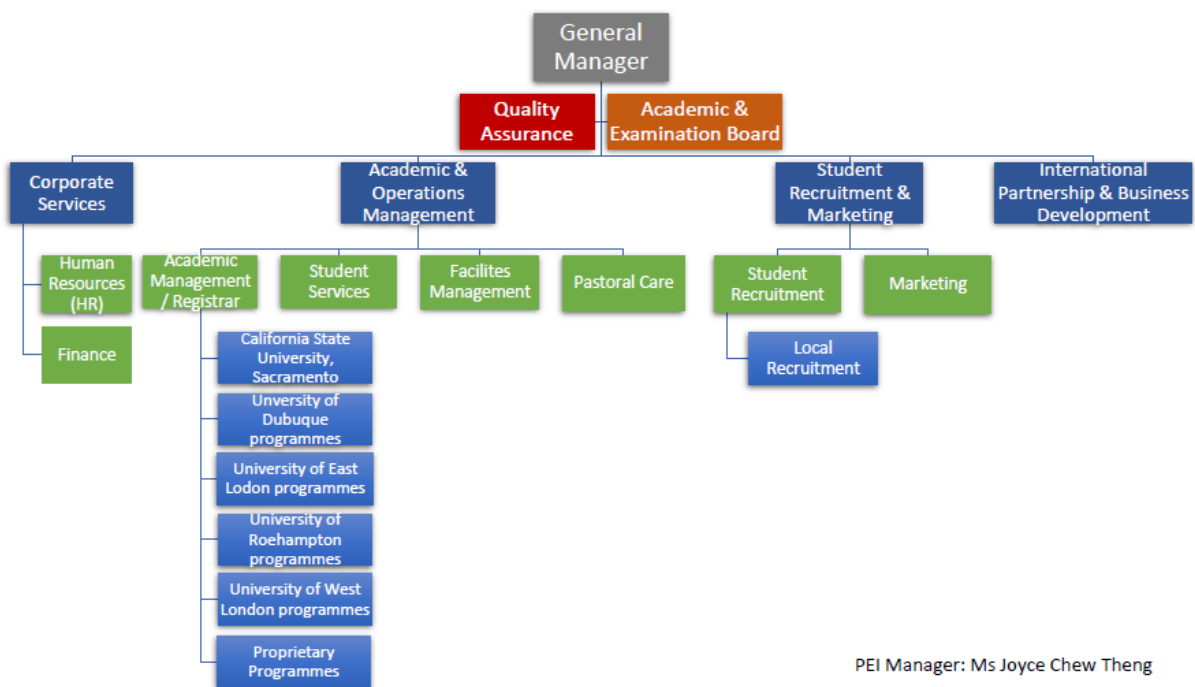 General
Manager
Quality
Assurance
Academic &
Examination Board
Corporate
Services
Academic &
Operations
Management
Student
Recruitment &
Marketing
International
Partnership & Business
Development
Human
Resources
(HR)
Academic
Management
/ Registrar
Student
Services
Facilites
Management
Pastoral Care
Student
Recruitment
Marketing
Finance
California State
University,
Sacramento
Unversity of
Dubuque
programmes
University of East
Lodon programmes
University of
Roehampton
programmes
University of West
London programmes
Proprietary
Programmes
Local
Recruitment
PEI Manager: Ms Joyce Chew Theng